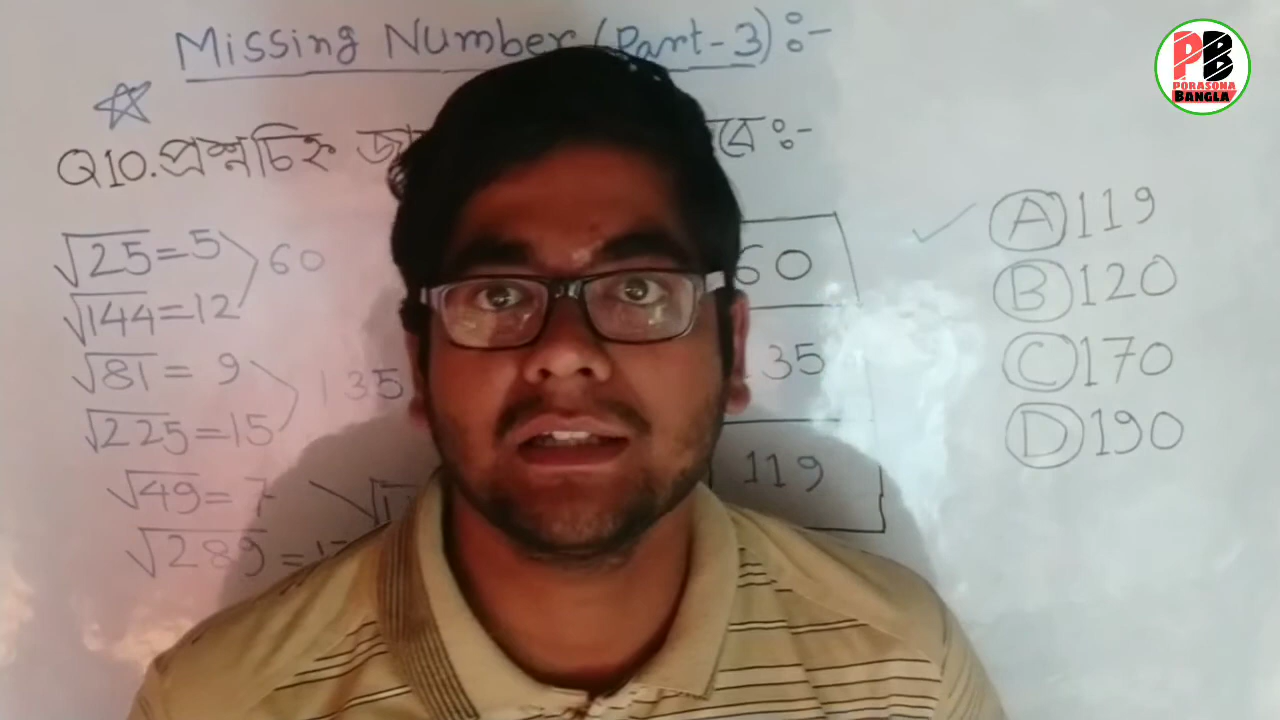 Missing Number (Part-3):-
PB
PORASONA
BANGLA
Q10. প্রশ্নচিহ্ন :-
√25=5 60
√144=12
√81= 9 135
√225=15
√49= 7
√289=
60
35
119
A 119
B 120
C 170
D 190